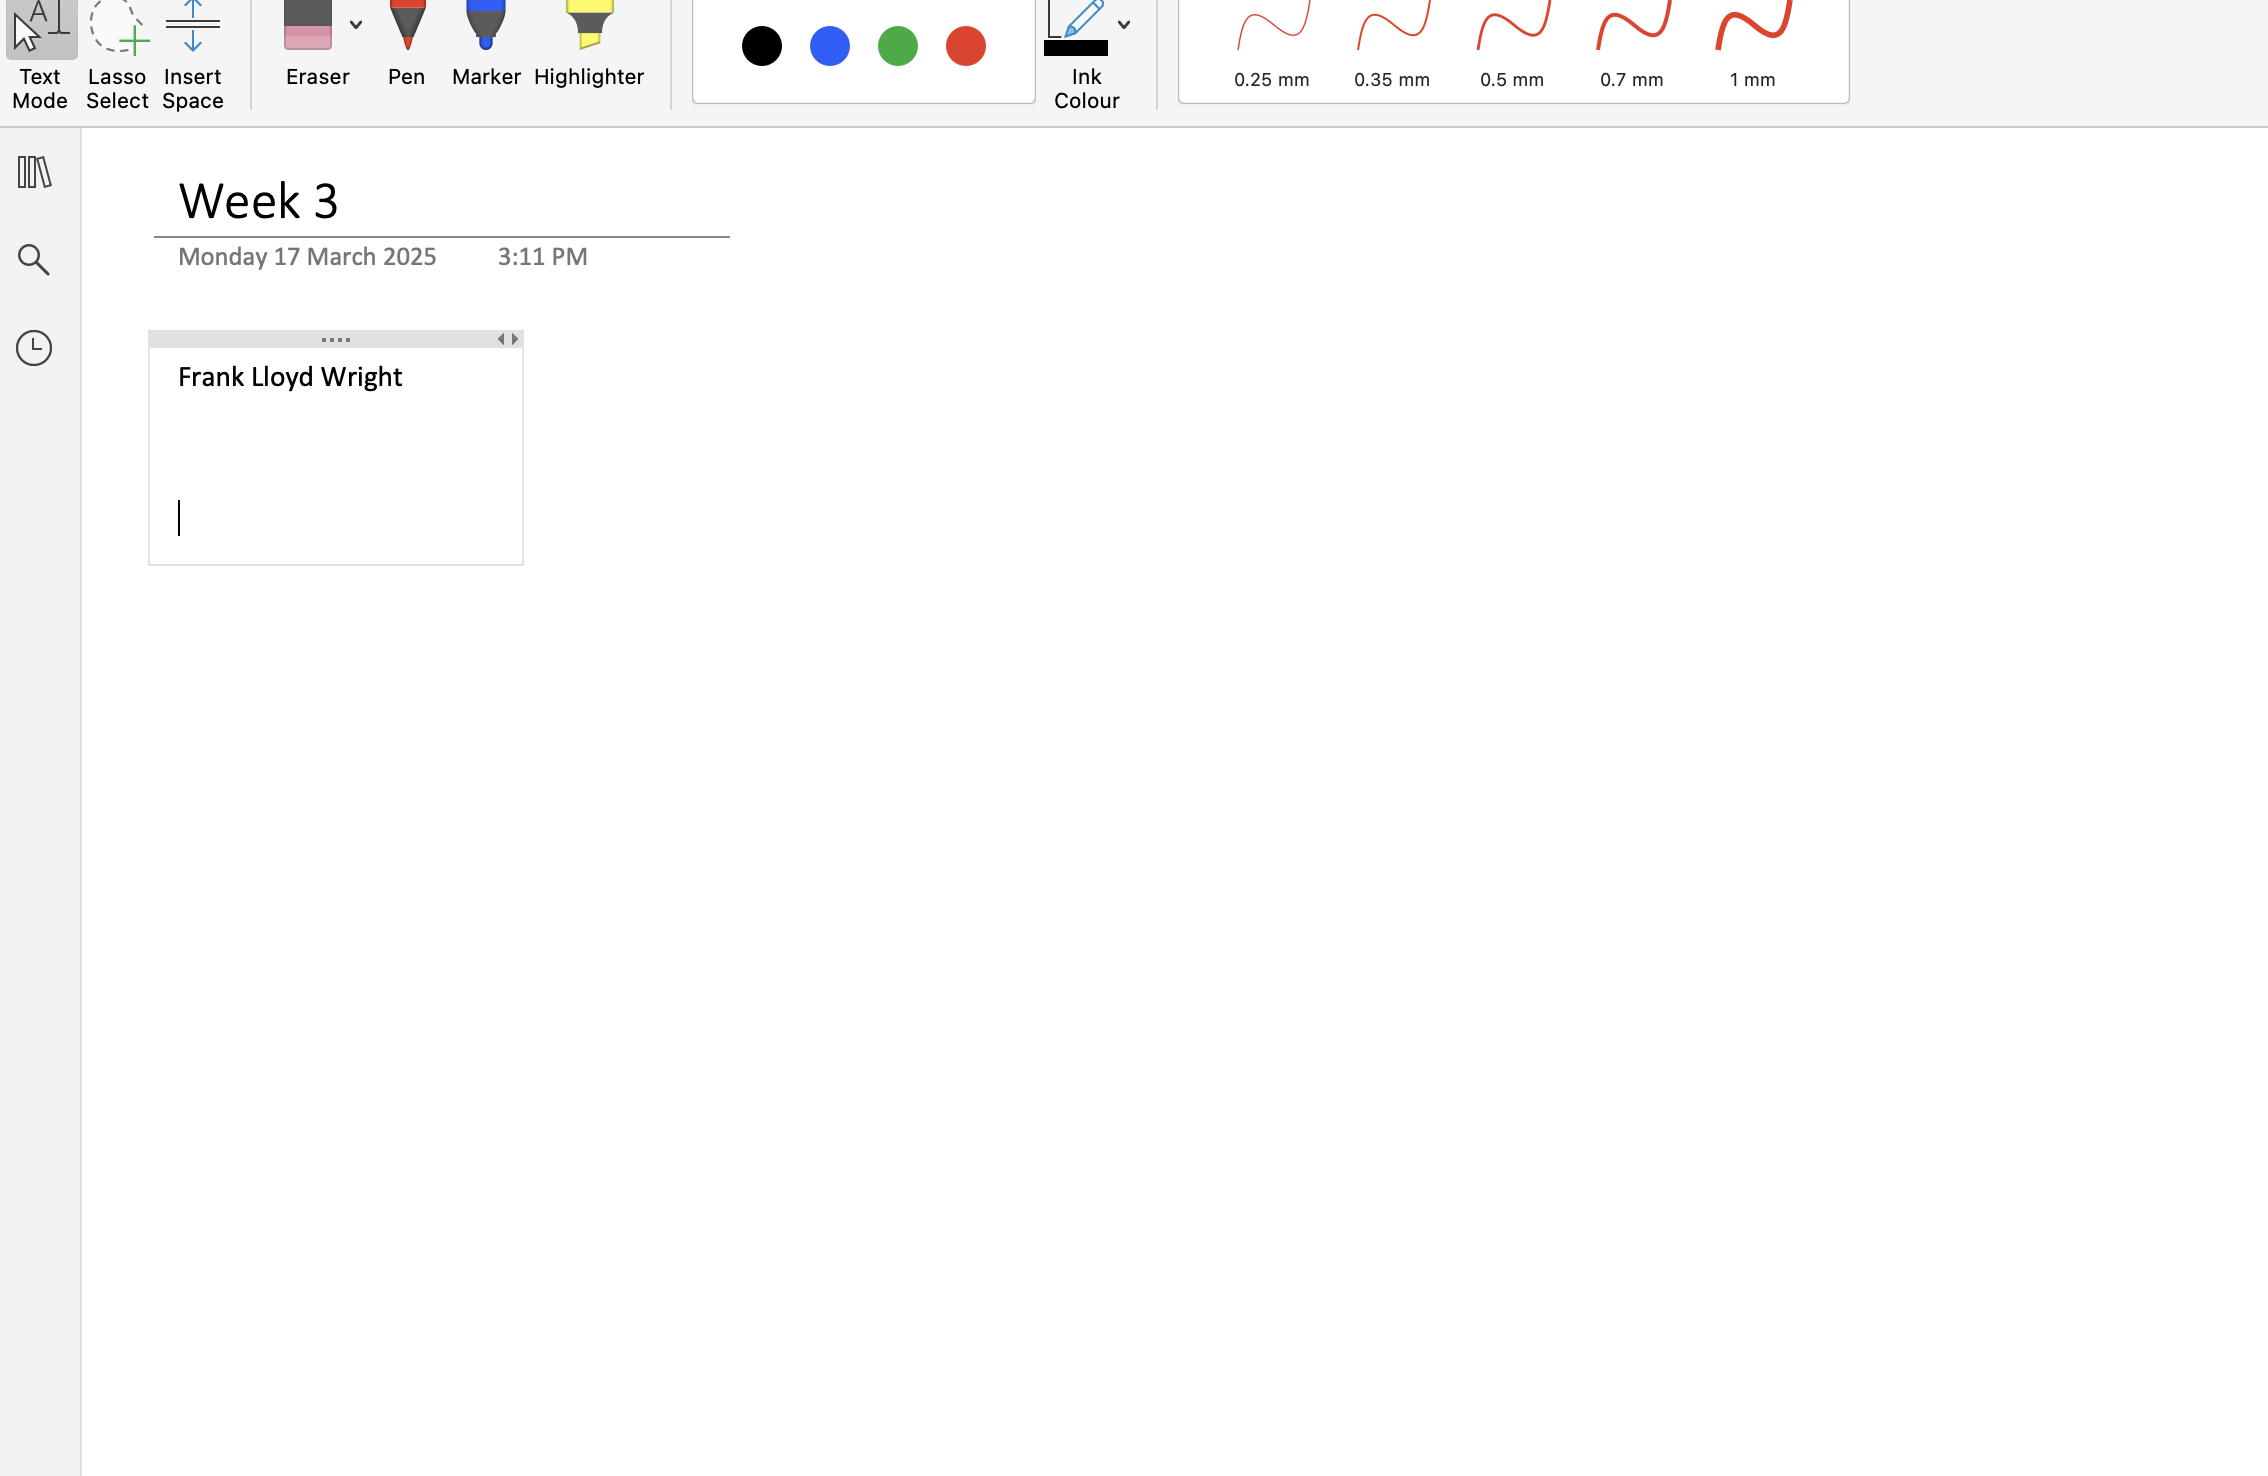 Text Mode
Lasso Select
Insert Space
Eraser
Pen
Marker
Highlighter
Ink Colour
0.25 mm
0.35 mm
0.5 mm
0.7 mm
1 mm
Week 3
Monday 17 March 2025 3:11 PM
Frank Lloyd Wright